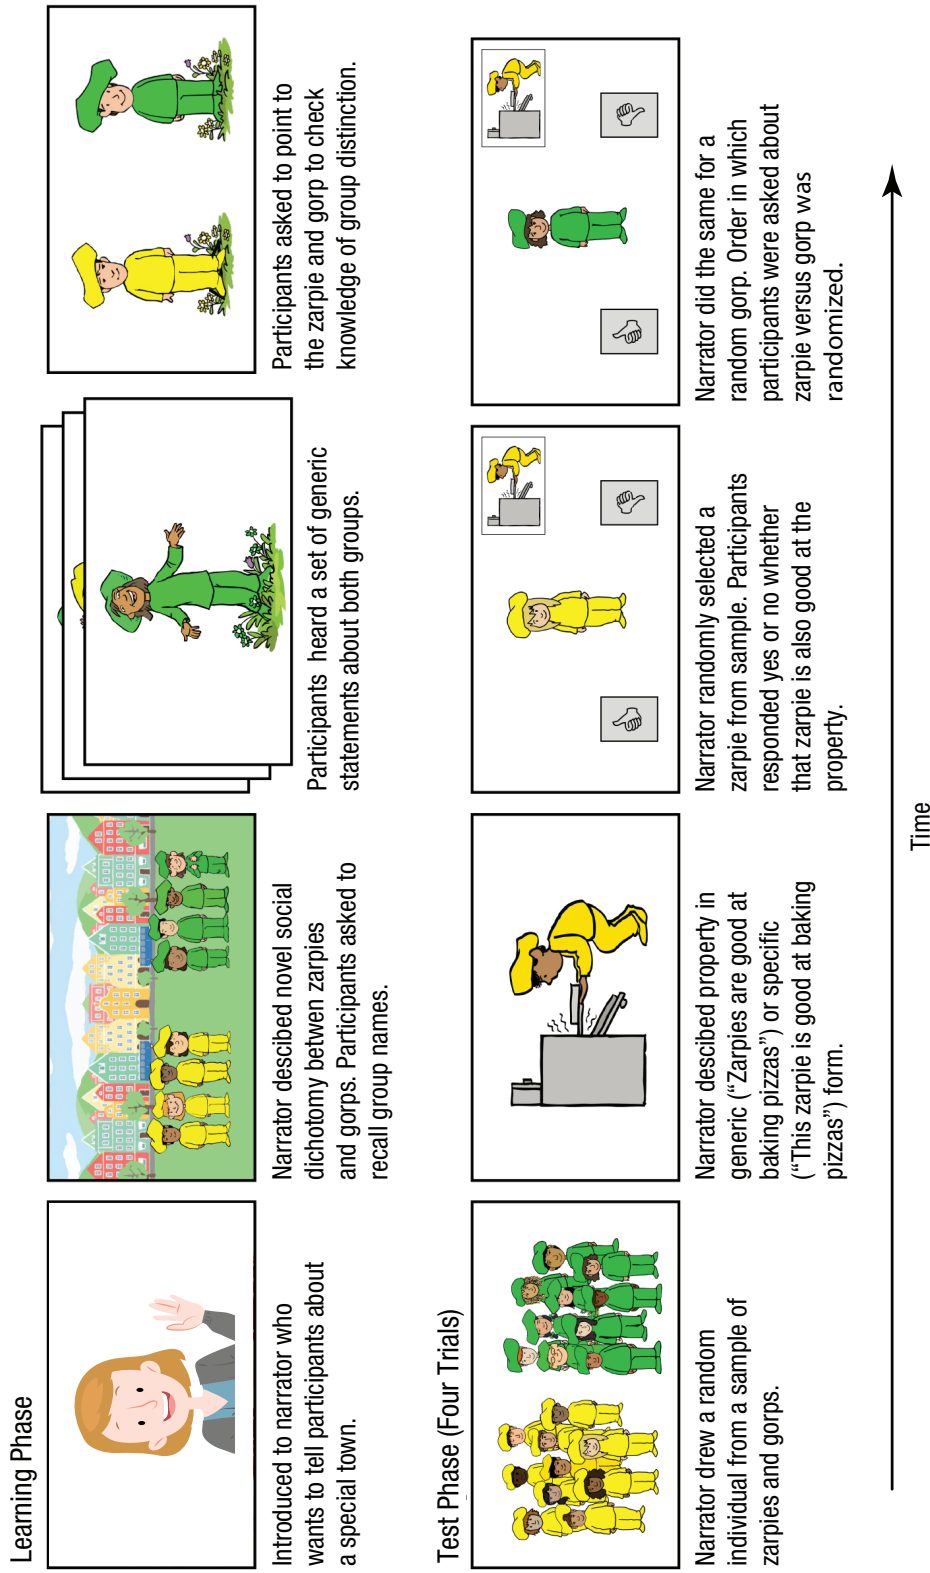 Learning Phase
Introduced to narrator who
wants to tell participants about
a special town.
Narrator descibed novel social
dichotomy betwen zarpies
and gorps. Participants asked to
recall group names.
Participants heard a set of generic
statements about both groups.
Participants asked to point to
the zarpie and gorp to check
knowledge of group distinction.
Test Phase (Four Trials)
Narrator drew a random
individual from a sample of
zarpies and gorps.
Narrator descibed property in
generic (“Zarpies are good at
baking pizzas”) or specific
(“This zarpie is good at baking
pizzas”) form.
Narrator randomly selected a
zarpie from sample. Participants
responded yes or no whether
that zarpie is also good at the
property.
Narrator did the same for a
random gorp. Order in which
participants were asked about
zarpie versus gorp was
randomized.
Time